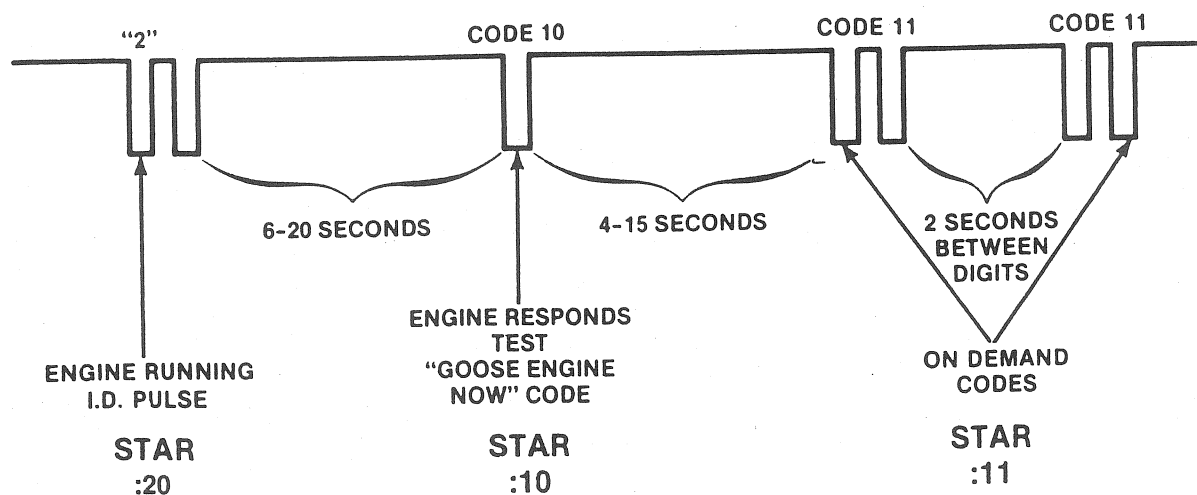 “2”
CODE 10
CODE 11
CODE 11
6-20 SECONDS
4-15 SECONDS
2 SECONDS
BETWEEN
DIGITS
ENGINE RUNNING
I.D. PULSE
ENGINE RESPONDS
TEST
“GOOSE ENGINE
NOW” CODE
ON DEMAND
CODES
STAR
:20
STAR
:10
STAR
:11